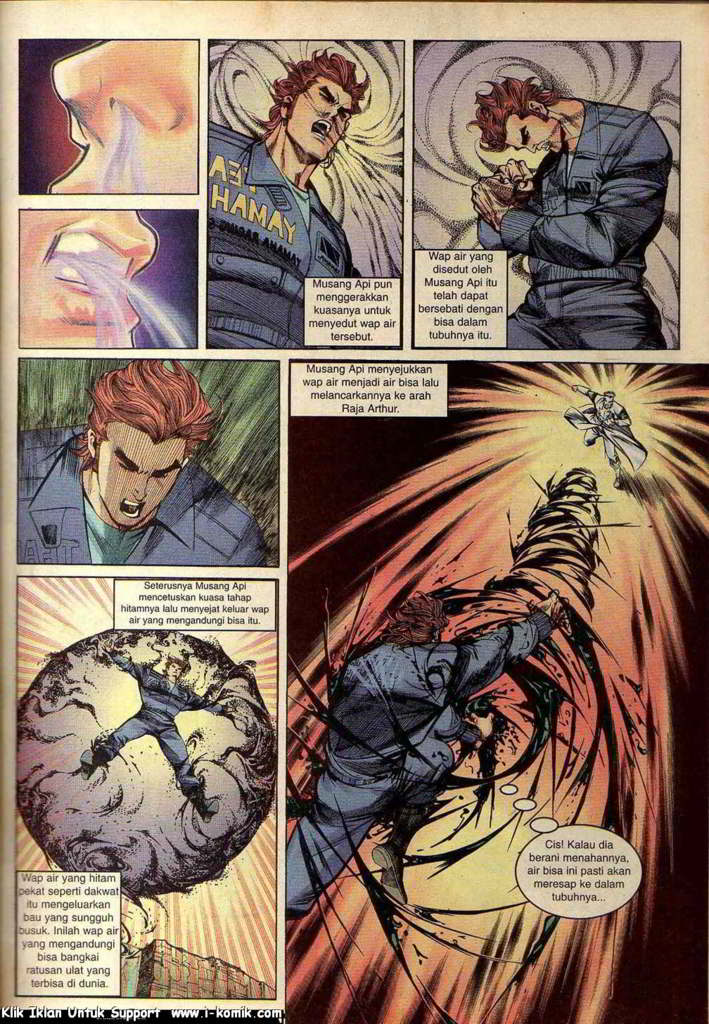 AET
FEA
HAMAY
Musang Api pun
menggerakkan
kuasanya untuk
menyedut wap air
tersebut.
Wap air yang
disedut oleh
Musang Api itu
telah dapat
bersebati dengan
bisa dalam
tubuhnya itu.
Musang Api menyejukkan
wap air menjadi air bisa lalu
melancarkannya ke arah
Raja Arthur.
Seterusnya Musang Api
mencetuskan kuasa tahap
hitamnya lalu menyejat keluar wap
air yang mengandungi bisa itu.
Wap air yang hitam
pekat seperti dakwat
itu mengeluarkan
bau yang sungguh
busuk. Inilah wap air
yang mengandungi
bisa bangkai
ratusan ulat yang
terbisa di dunia.
Cis! Kalau dia
berani menahannya,
air bisa ini pasti akan
meresap ke dalam
tubuhnya...
Klik Iklan Untuk Support www.i-komik.com